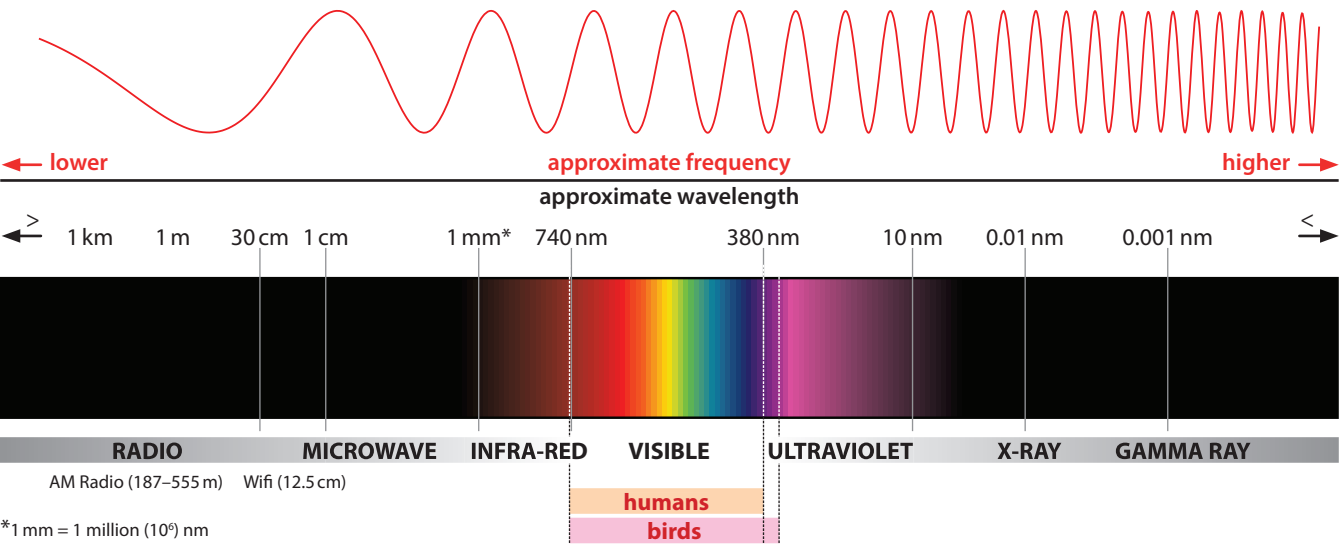 lower approximate frequency higher
approximate wavelength
> <
1 km 1 m 30 cm 1 cm 1 mm* 740 nm 380 nm 10 nm 0.01 nm 0.001 nm
RADIO MICROWAVE INFRA-RED VISIBLE ULTRAVIOLET X-RAY GAMMA RAY
AM Radio (187–555 m) Wifi (12.5 cm)
humans
*1 mm = 1 million (10⁶) nm
birds